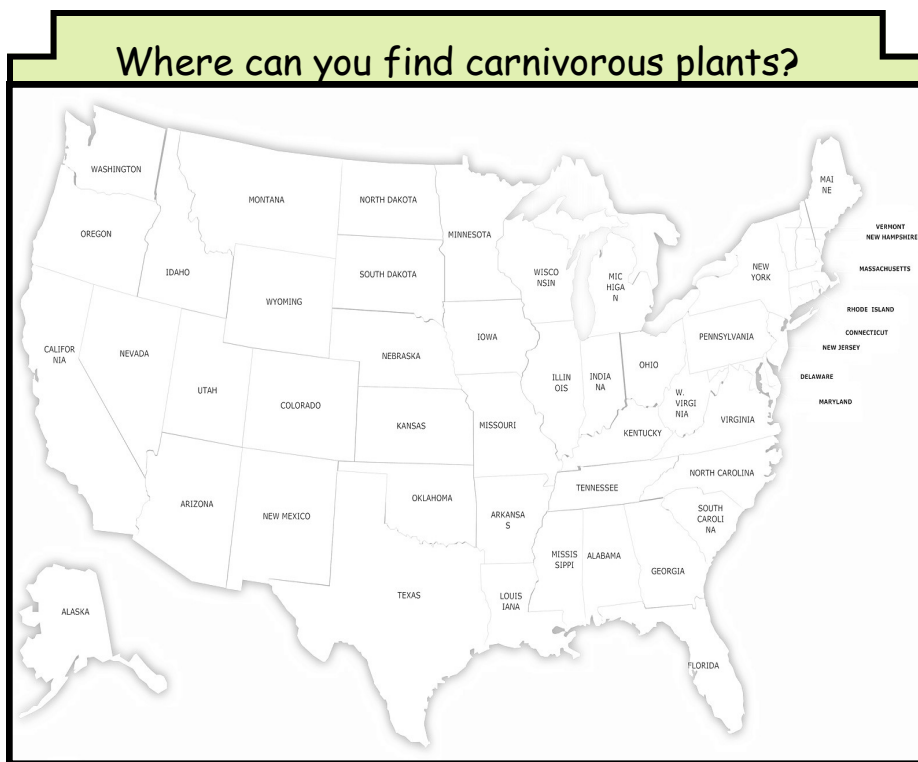 Where can you find carnivorous plants?
WASHINGTON
MONTANA
NORTH DAKOTA
MINNESOTA
MAI
NE
VERMONT
NEW HAMPSHIRE
OREGON
IDAHO
WYOMING
SOUTH DAKOTA
WISCO
NSIN
MIC
HIGA
N
NEW
YORK
MASSACHUSETTS
RHODE ISLAND
CONNECTICUT
NEW JERSEY
CALIFOR
NIA
NEVADA
UTAH
COLORADO
NEBRASKA
IOWA
ILLIN
OIS
INDIA
NA
OHIO
PENNSYLVANIA
DELAWARE
MARYLAND
KANSAS
MISSOURI
KENTUCKY
W.
VIRGI
NIA
VIRGINIA
ARIZONA
NEW MEXICO
OKLAHOMA
ARKANSA
S
TENNESSEE
NORTH CAROLINA
SOUTH
CAROLI
NA
TEXAS
LOUIS
IANA
MISSIS
SIPPI
ALABAMA
GEORGIA
ALASKA
FLORIDA